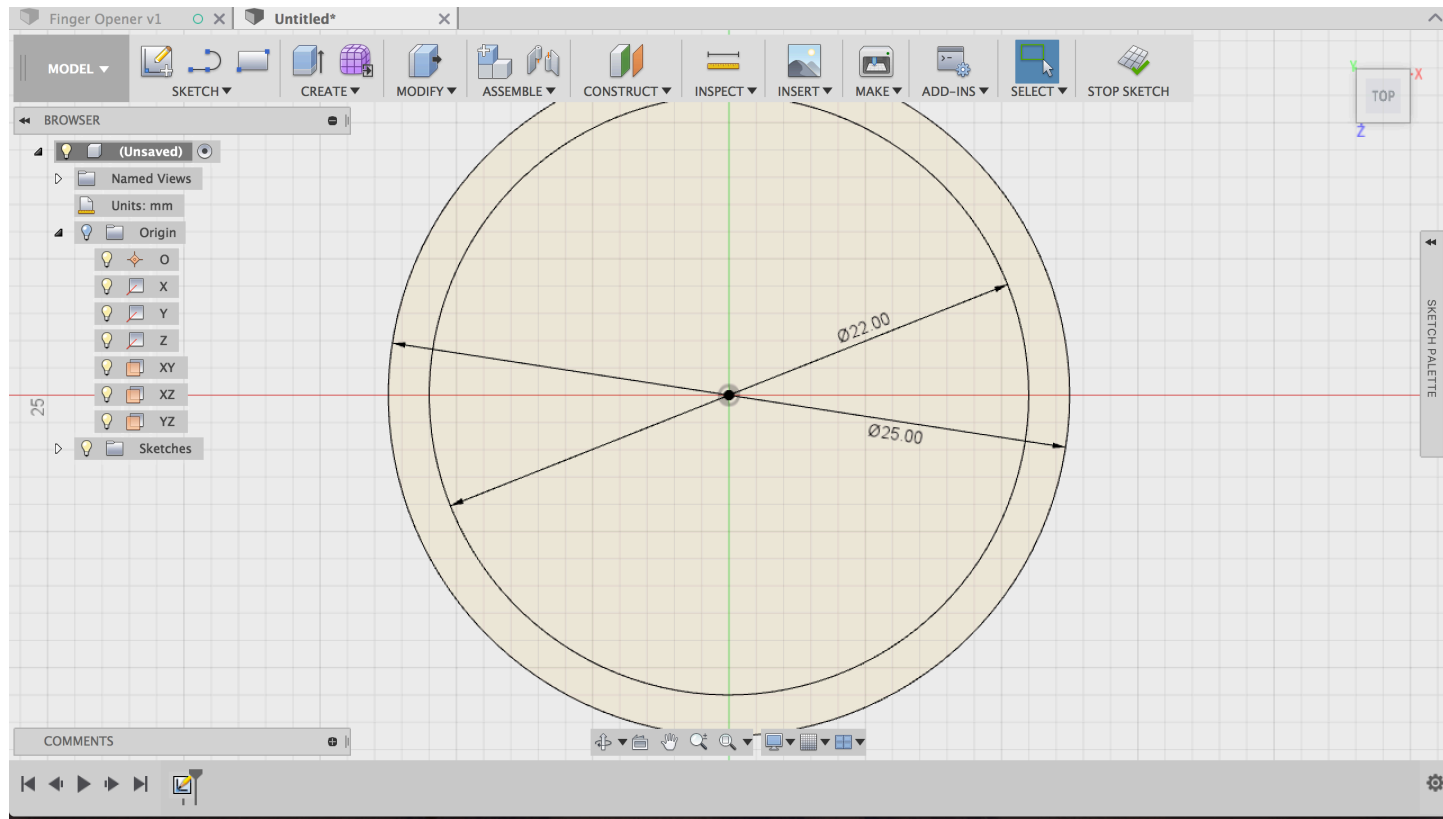 Finger Opener v1
Untitled*
MODEL
SKETCH
CREATE
MODIFY
ASSEMBLE
CONSTRUCT
INSPECT
INSERT
MAKE
ADD-INS
SELECT
STOP SKETCH
Y
X
TOP
Z
BROWSER
(Unsaved)
Named Views
Units: mm
Origin
O
X
Y
Z
XY
XZ
YZ
Sketches
25
Ø22.00
Ø25.00
SKETCH PALETTE
COMMENTS